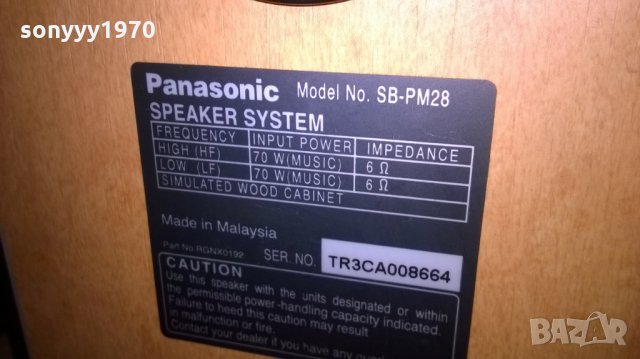 sonyyy1970
Panasonic Model No. SB-PM28
SPEAKER SYSTEM
FREQUENCY INPUT POWER IMPEDANCE
HIGH (HF) 70 W(MUSIC) 6 Ω
LOW (LF) 70 W(MUSIC) 6 Ω
SIMULATED WOOD CABINET
Made in Malaysia
Part No.RGNX0192 SER. NO. TR3CA008664
CAUTION
Use this speaker with the units designated or within
the permissible power-handling capacity indicated.
Failure to heed this caution may result
in malfunction or fire.
Contact your dealer if you have any
BAZAR.bg